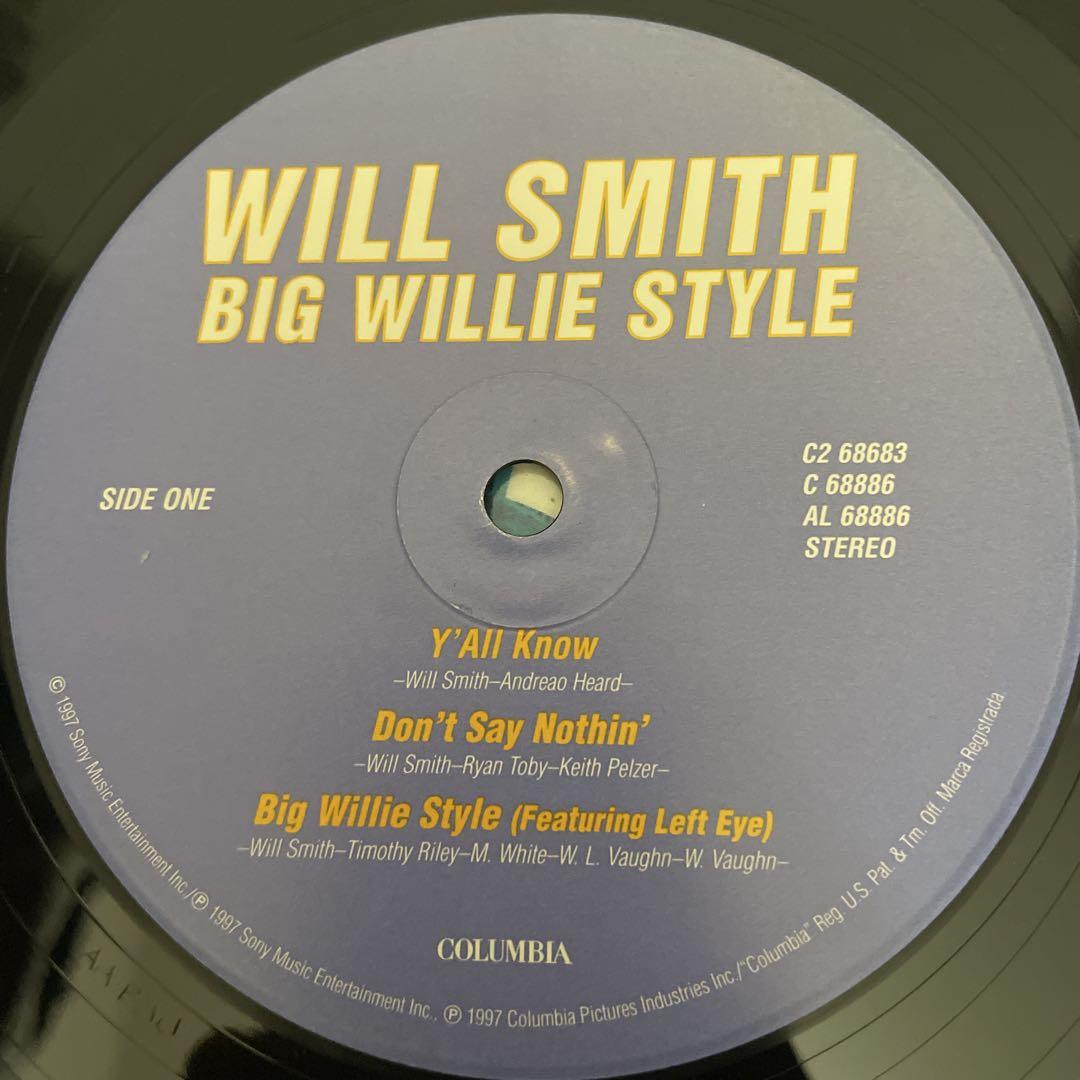 WILL SMITH
BIG WILLIE STYLE
SIDE ONE
C2 68683
C 68886
AL 68886
STEREO
Y'All Know
–Will Smith–Andreao Heard–
Don't Say Nothin'
–Will Smith–Ryan Toby–Keith Pelzer–
Big Willie Style (Featuring Left Eye)
–Will Smith–Timothy Riley–M. White–W. L. Vaughn–W. Vaughn–
COLUMBIA
© 1997 Sony Music Entertainment Inc./℗ 1997 Sony Music Entertainment Inc., ℗ 1997 Columbia Pictures Industries Inc./"Columbia" Reg. U.S. Pat. & Tm. Off. Marca Registrada.